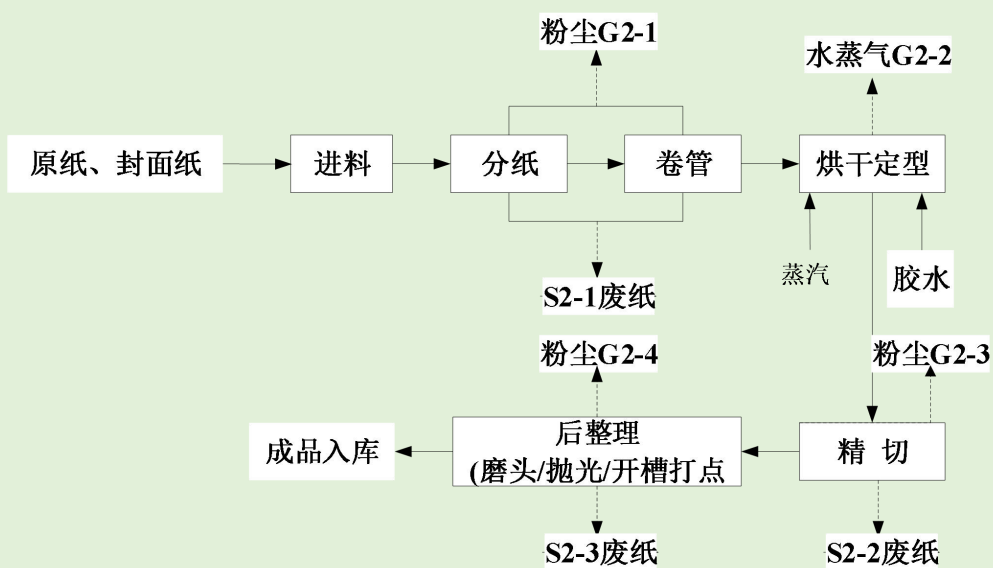 粉尘G2-1
水蒸气G2-2
原纸、封面纸
进料
分纸
卷管
烘干定型
蒸汽
胶水
S2-1废纸
粉尘G2-4
粉尘G2-3
成品入库
后整理
(磨头/抛光/开槽打点
精 切
S2-3废纸
S2-2废纸